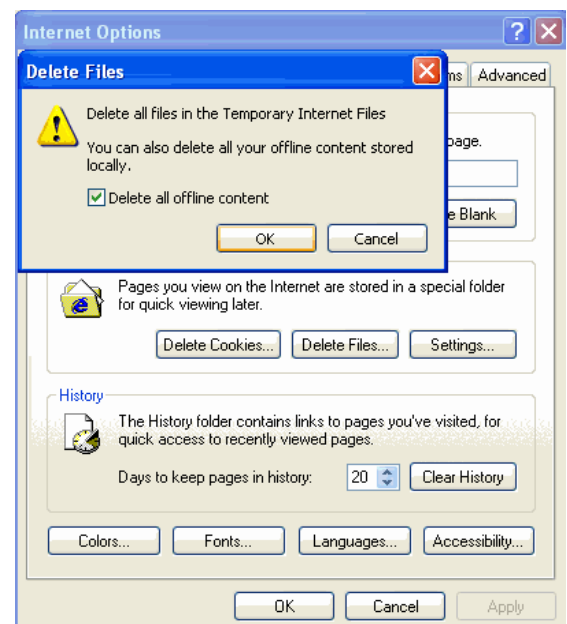 Internet Options
Delete Files
ms Advanced
Delete all files in the Temporary Internet Files
You can also delete all your offline content stored
locally.
page.
Delete all offline content
e Blank
OK Cancel
Pages you view on the Internet are stored in a special folder
for quick viewing later.
Delete Cookies... Delete Files... Settings...
History
The History folder contains links to pages you've visited, for
quick access to recently viewed pages.
Days to keep pages in history: 20 Clear History
Colors... Fonts... Languages... Accessibility...
OK Cancel Apply